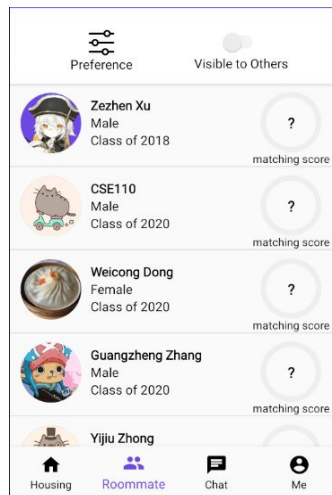 Preference
Visible to Others
Zezhen Xu
Male
Class of 2018
?
matching score
CSE110
Male
Class of 2020
?
matching score
Weicong Dong
Female
Class of 2020
?
matching score
Guangzheng Zhang
Male
Class of 2020
?
matching score
Yijiu Zhong
Housing
Roommate
Chat
Me